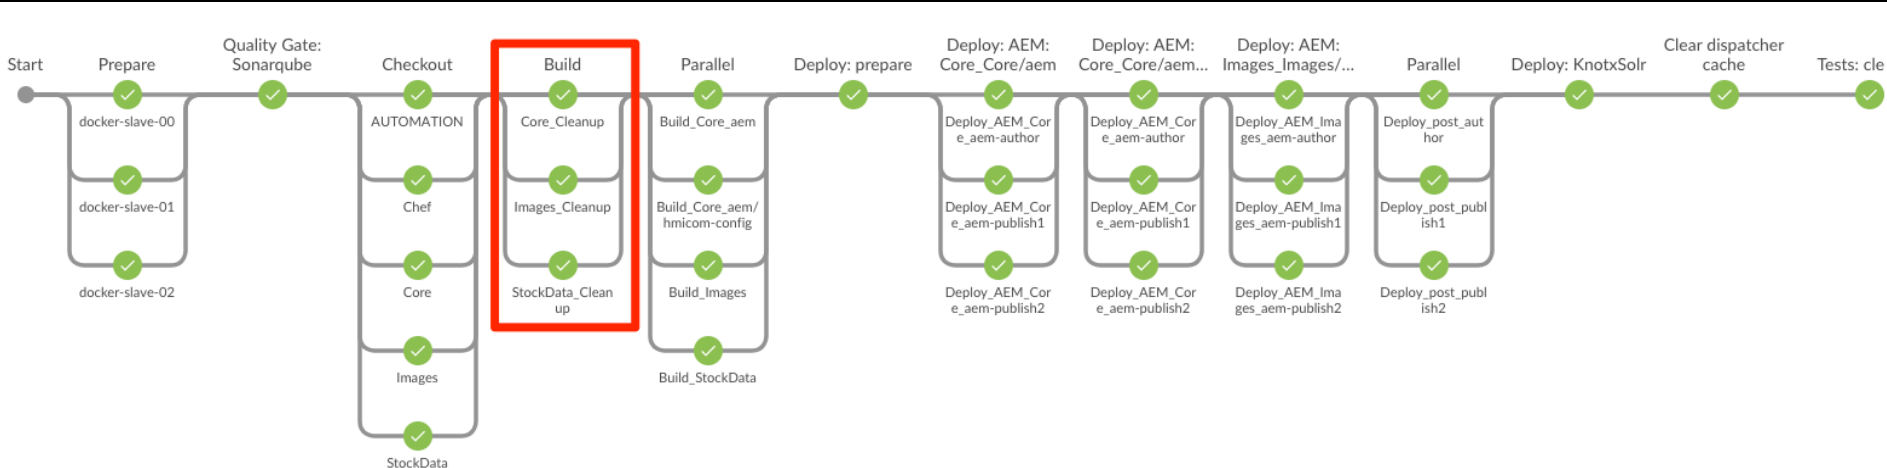 Start
Prepare
docker-slave-00
docker-slave-01
docker-slave-02
Quality Gate:
Sonarqube
Checkout
AUTOMATION
Chef
Core
Images
StockData
Build
Core_Cleanup
Images_Cleanup
StockData_Clean
up
Parallel
Build_Core_aem
Build_Core_aem/
hmicom-config
Build_Images
Build_StockData
Deploy: prepare
Deploy: AEM:
Core_Core/aem
Deploy_AEM_Cor
e_aem-author
Deploy_AEM_Cor
e_aem-publish1
Deploy_AEM_Cor
e_aem-publish2
Deploy: AEM:
Core_Core/aem...
Deploy_AEM_Cor
e_aem-author
Deploy_AEM_Cor
e_aem-publish1
Deploy_AEM_Cor
e_aem-publish2
Deploy: AEM:
Images_Images/...
Deploy_AEM_Ima
ges_aem-author
Deploy_AEM_Ima
ges_aem-publish1
Deploy_AEM_Ima
ges_aem-publish2
Parallel
Deploy_post_aut
hor
Deploy_post_publ
ish1
Deploy_post_publ
ish2
Deploy: KnotxSolr
Clear dispatcher
cache
Tests: cle